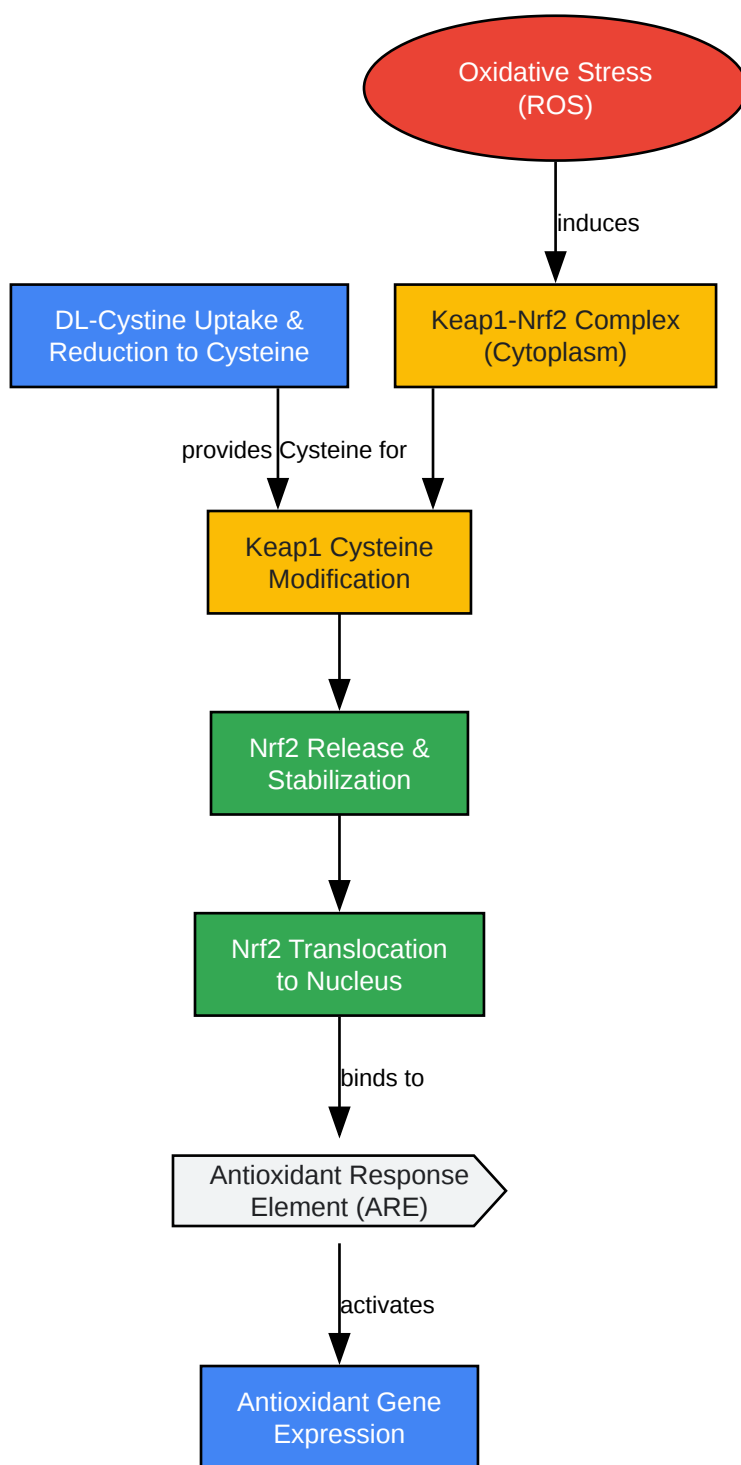 Oxidative Stress
(ROS)
induces
DL-Cystine Uptake &
Reduction to Cysteine
Keap1-Nrf2 Complex
(Cytoplasm)
provides Cysteine for
Keap1 Cysteine
Modification
Nrf2 Release &
Stabilization
Nrf2 Translocation
to Nucleus
binds to
Antioxidant Response
Element (ARE)
activates
Antioxidant Gene
Expression